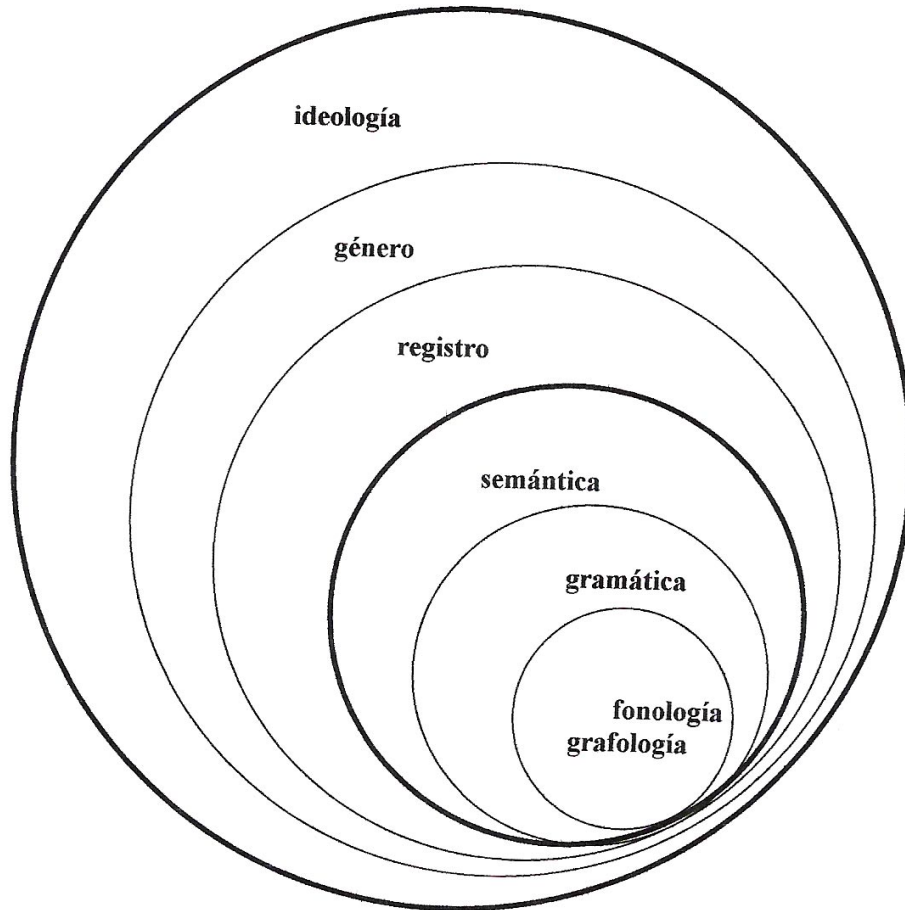 ideología
género
registro
semántica
gramática
fonología
grafología